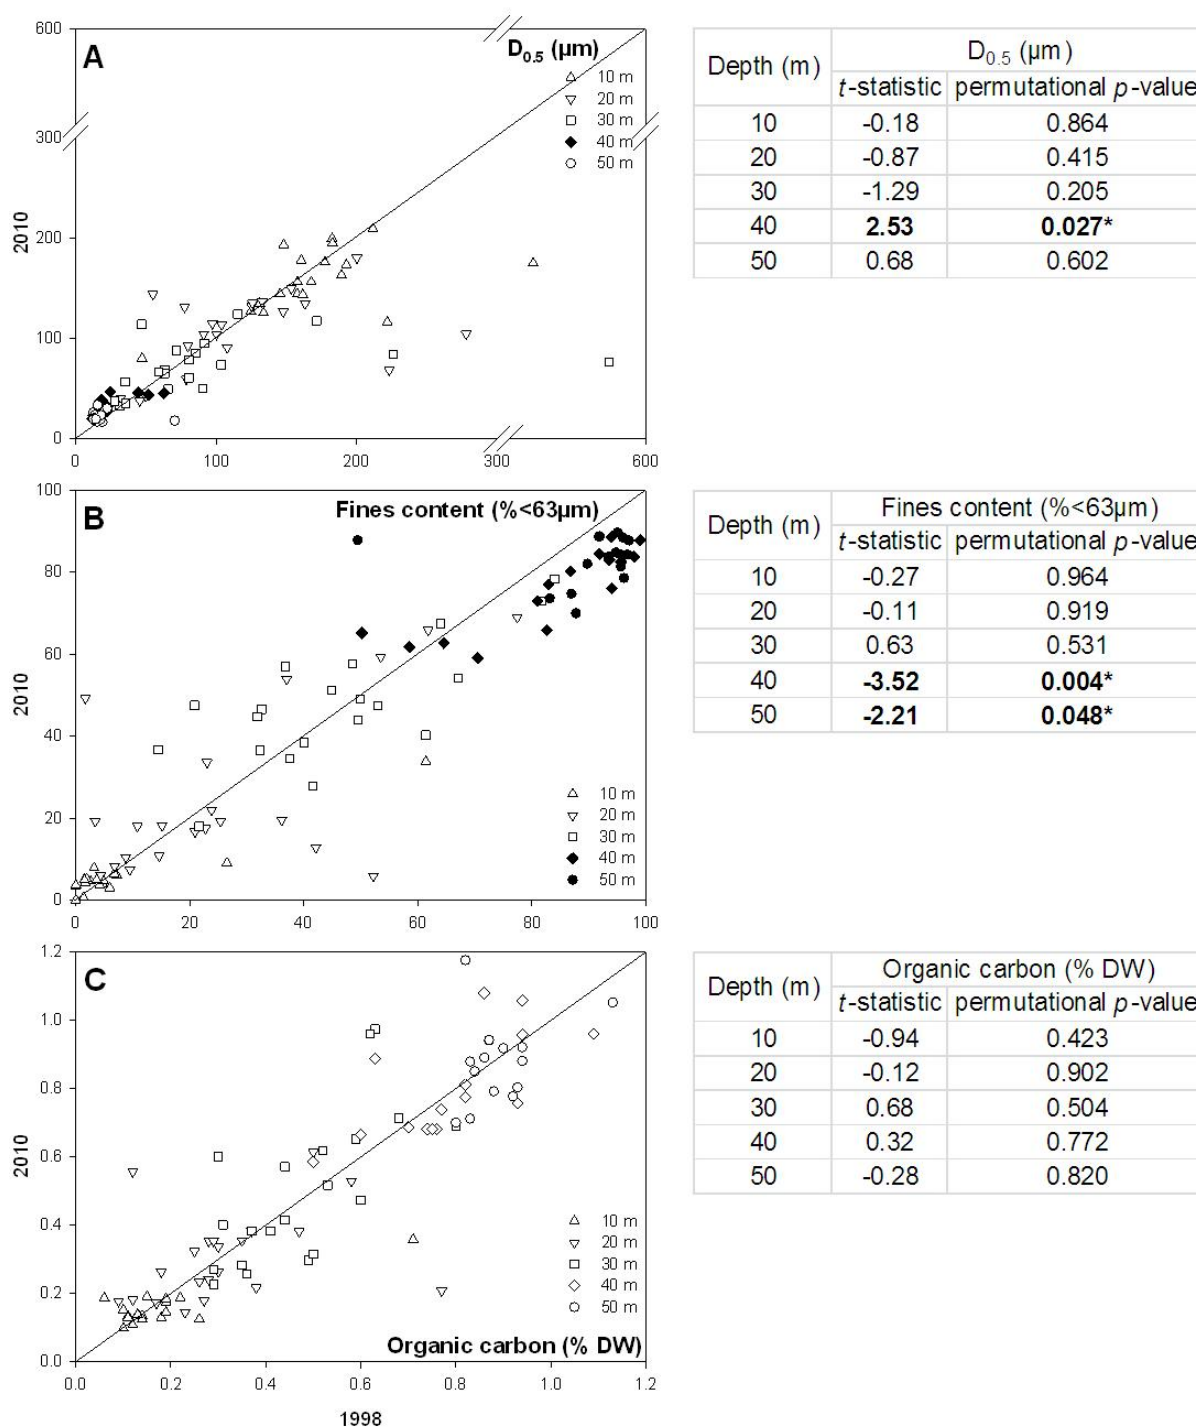 A
D0.5 (µm)
10 m
20 m
30 m
40 m
50 m
600
300
200
100
0
2010
0 100 200 300 600
Depth (m) D0.5 (µm)
t-statistic permutational p-value
10 -0.18 0.864
20 -0.87 0.415
30 -1.29 0.205
40 2.53 0.027*
50 0.68 0.602
B
Fines content (%<63µm)
10 m
20 m
30 m
40 m
50 m
100
80
60
40
20
0
2010
0 20 40 60 80 100
Depth (m) Fines content (%<63µm)
t-statistic permutational p-value
10 -0.27 0.964
20 -0.11 0.919
30 0.63 0.531
40 -3.52 0.004*
50 -2.21 0.048*
C
10 m
20 m
30 m
40 m
50 m
Organic carbon (% DW)
1.2
1.0
0.8
0.6
0.4
0.2
0.0
2010
0.0 0.2 0.4 0.6 0.8 1.0 1.2
1998
Depth (m) Organic carbon (% DW)
t-statistic permutational p-value
10 -0.94 0.423
20 -0.12 0.902
30 0.68 0.504
40 0.32 0.772
50 -0.28 0.820